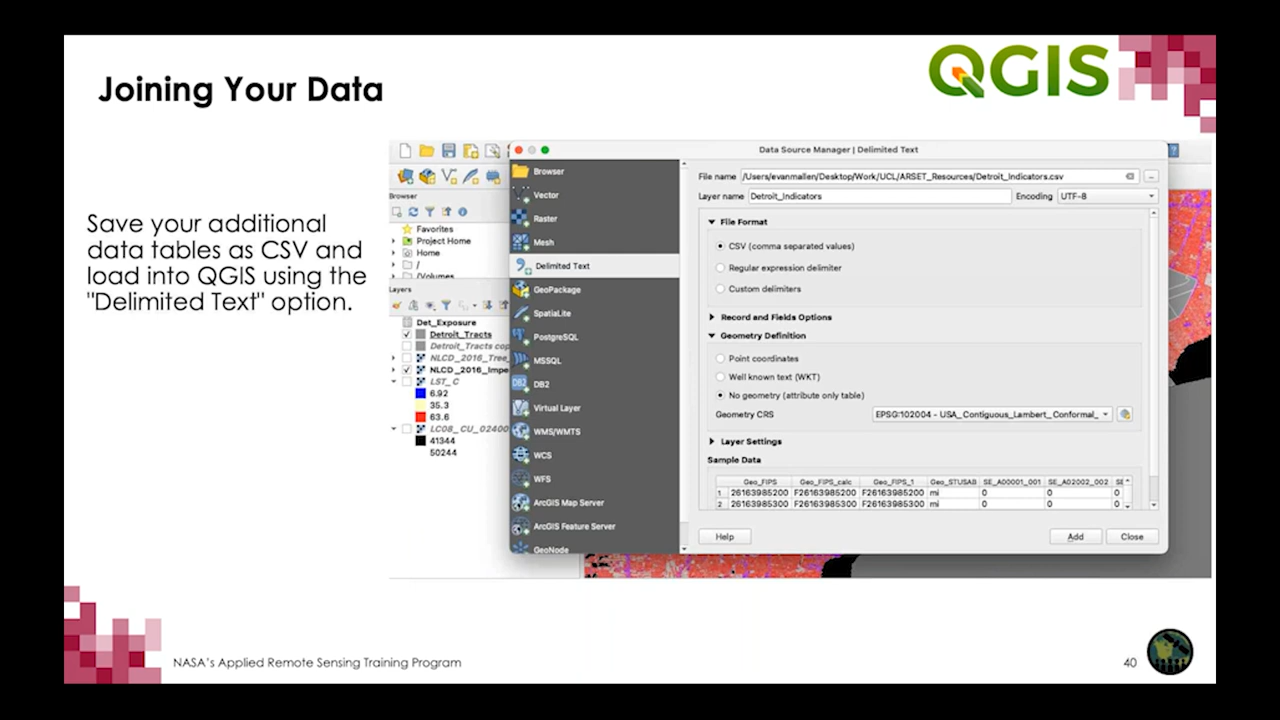 Joining Your Data
QGIS
Save your additional
data tables as CSV and
load into QGIS using the
"Delimited Text" option.
Browser
Favorites
Project Home
Home
/
/Volumes
Layers
Det_Exposure
Detroit_Tracts
Detroit_Tracts cop
NLCD_2016_Tree_
NLCD_2016_Impe
LST_C
6.92
35.3
63.6
LC08_CU_02400
41344
50244
Data Source Manager | Delimited Text
Browser
Vector
Raster
Mesh
Delimited Text
GeoPackage
SpatiaLite
PostgreSQL
MSSQL
DB2
Virtual Layer
WMS/WMTS
WCS
WFS
ArcGIS Map Server
ArcGIS Feature Server
GeoNode
File name /Users/evanmallen/Desktop/Work/UCL/ARSET_Resources/Detroit_Indicators.csv ...
Layer name Detroit_Indicators Encoding UTF-8
File Format
CSV (comma separated values)
Regular expression delimiter
Custom delimiters
Record and Fields Options
Geometry Definition
Point coordinates
Well known text (WKT)
No geometry (attribute only table)
Geometry CRS EPSG:102004 - USA_Contiguous_Lambert_Conformal_
Layer Settings
Sample Data
Geo_FIPS Geo_FIPS_calc Geo_FIPS_1 Geo_STUSAB SE_A00001_001 SE_A02002_002 SE
1 26163985200 F26163985200 F26163985200 mi 0 0 0
2 26163985300 F26163985300 F26163985300 mi 0 0 0
Help Add Close
NASA's Applied Remote Sensing Training Program
40